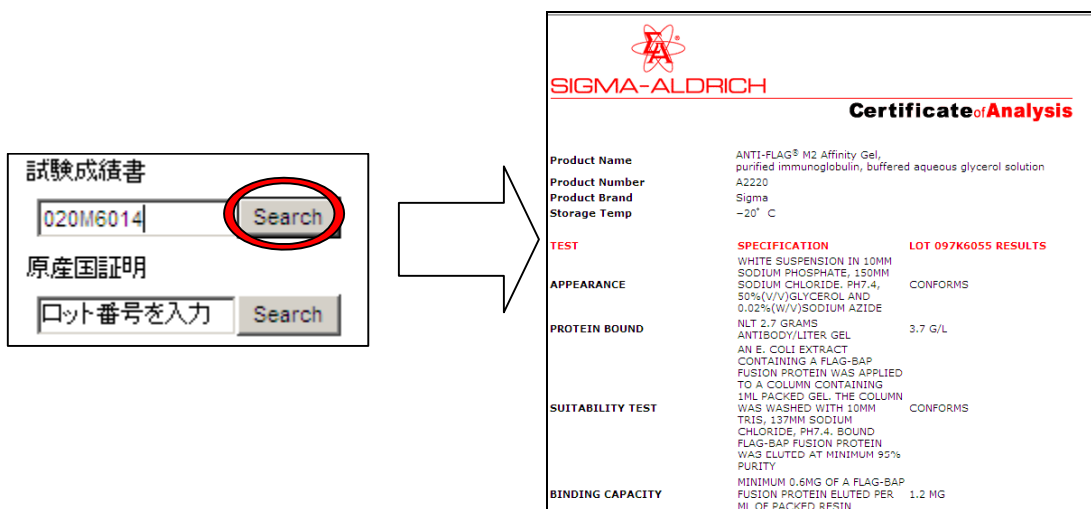 試験成績書
020M6014
Search
原産国証明
ロット番号を入力
Search
SIGMA-ALDRICH
Certificate of Analysis
Product Name
ANTI-FLAG® M2 Affinity Gel,
purified immunoglobulin, buffered aqueous glycerol solution
Product Number
A2220
Product Brand
Sigma
Storage Temp
−20° C
TEST
SPECIFICATION
LOT 097K6055 RESULTS
APPEARANCE
WHITE SUSPENSION IN 10MM
SODIUM PHOSPHATE, 150MM
SODIUM CHLORIDE. PH7.4,
50%(V/V)GLYCEROL AND
0.02%(W/V)SODIUM AZIDE
CONFORMS
PROTEIN BOUND
NLT 2.7 GRAMS
ANTIBODY/LITER GEL
3.7 G/L
SUITABILITY TEST
AN E. COLI EXTRACT
CONTAINING A FLAG-BAP
FUSION PROTEIN WAS APPLIED
TO A COLUMN CONTAINING
1ML PACKED GEL. THE COLUMN
WAS WASHED WITH 10MM
TRIS, 137MM SODIUM
CHLORIDE, PH7.4. BOUND
FLAG-BAP FUSION PROTEIN
WAS ELUTED AT MINIMUM 95%
PURITY
CONFORMS
BINDING CAPACITY
MINIMUM 0.6MG OF A FLAG-BAP
FUSION PROTEIN ELUTED PER
ML OF PACKED RESIN
1.2 MG